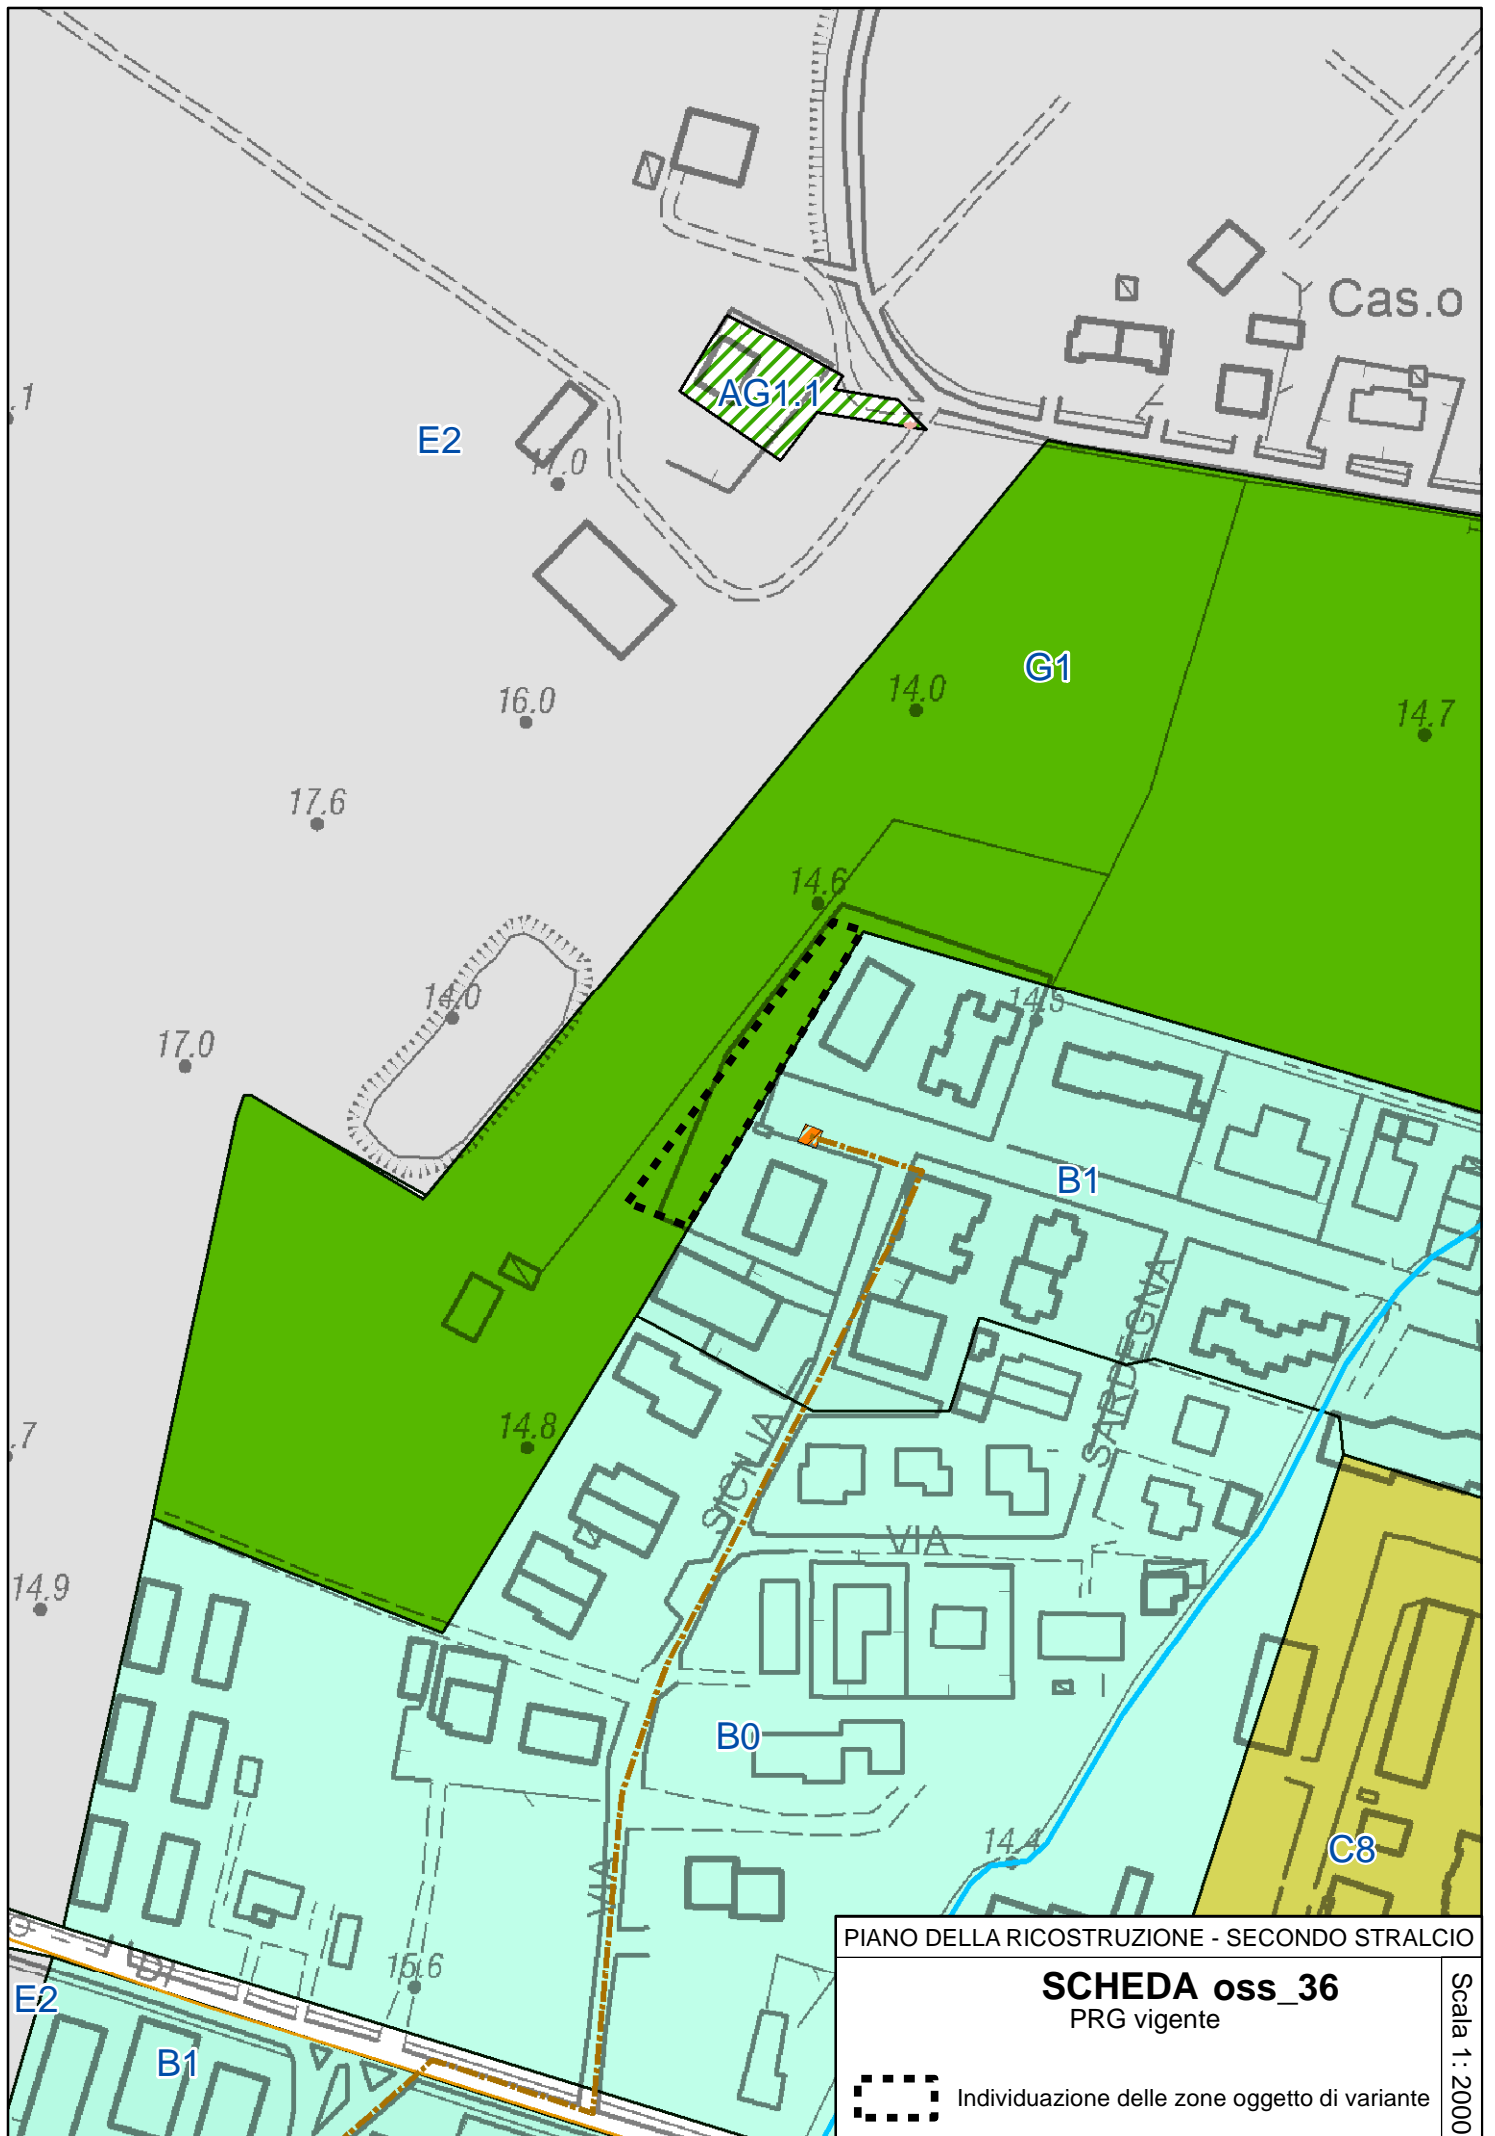 Cas.o
.1
AG1.1
E2
17.0
G1
14.0
14.7
16.0
17.6
14.6
14.0
14.5
17.0
B1
SARDEGNA
.7
14.8
SICILIA
VIA
14.9
B0
14.4
C8
VIA
15.6
E2
B1
PIANO DELLA RICOSTRUZIONE - SECONDO STRALCIO
SCHEDA oss_36
PRG vigente
Scala 1: 2000
Individuazione delle zone oggetto di variante